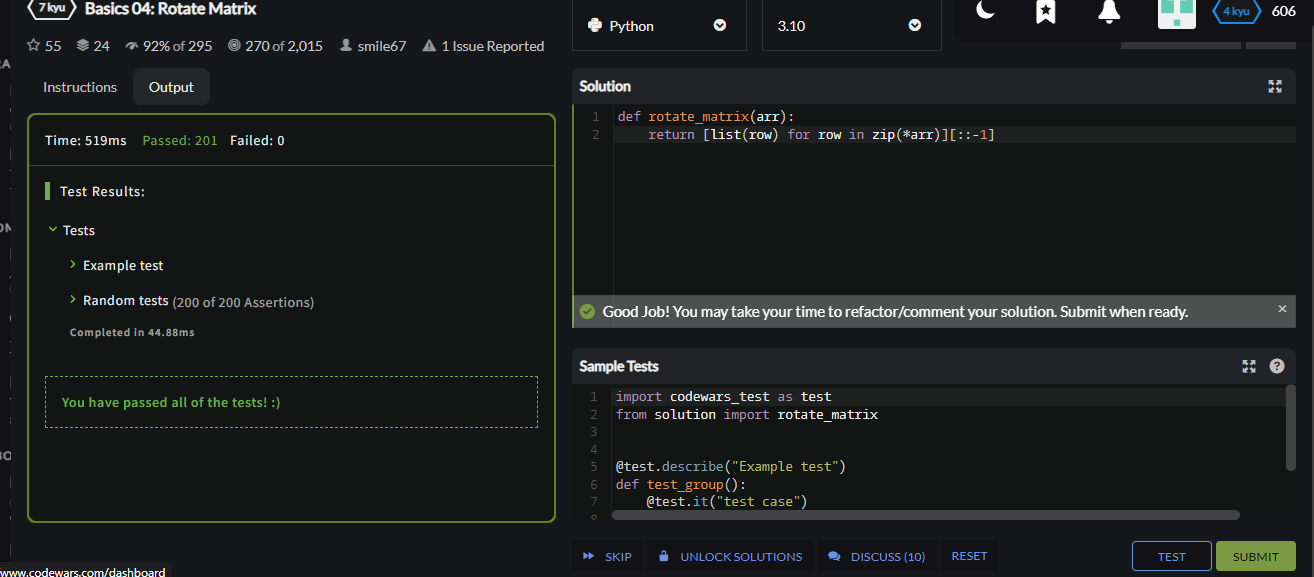 7 kyu Basics 04: Rotate Matrix
55 24 92% of 295 270 of 2,015 smile67 1 Issue Reported
Python
3.10
4 kyu 606
Instructions Output
Time: 519ms Passed: 201 Failed: 0
Test Results:
Tests
Example test
Random tests (200 of 200 Assertions)
Completed in 44.88ms
You have passed all of the tests! :)
Solution
1 def rotate_matrix(arr):
2 return [list(row) for row in zip(*arr)][::-1]
Good Job! You may take your time to refactor/comment your solution. Submit when ready. ×
Sample Tests ?
1 import codewars_test as test
2 from solution import rotate_matrix
3
4
5 @test.describe("Example test")
6 def test_group():
7 @test.it("test case")
8
SKIP UNLOCK SOLUTIONS DISCUSS (10) RESET TEST SUBMIT
www.codewars.com/dashboard